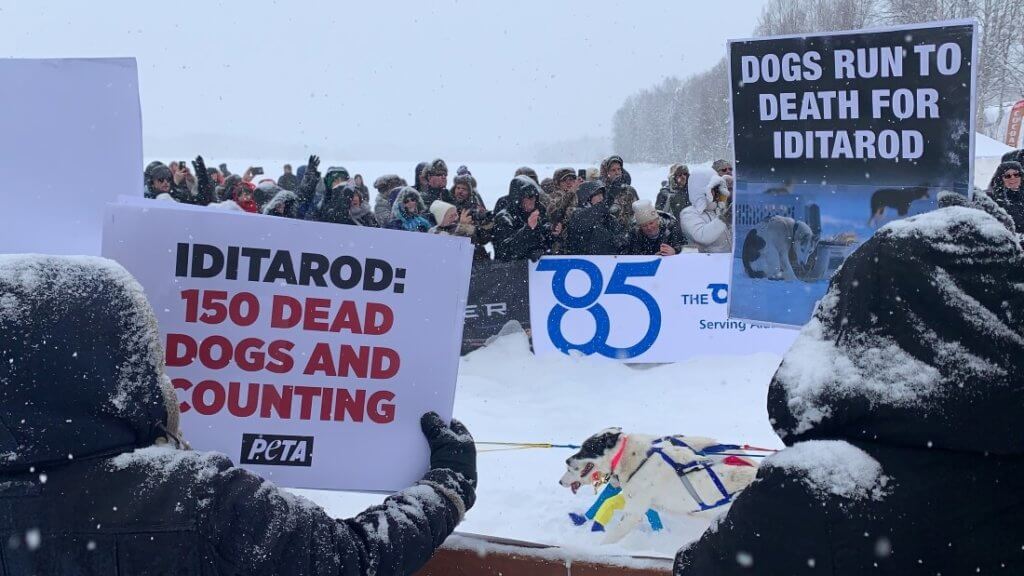 DOGS RUN TO
DEATH FOR
IDITAROD
IDITAROD:
150 DEAD
DOGS AND
COUNTING
PETA
85
THE
Serving